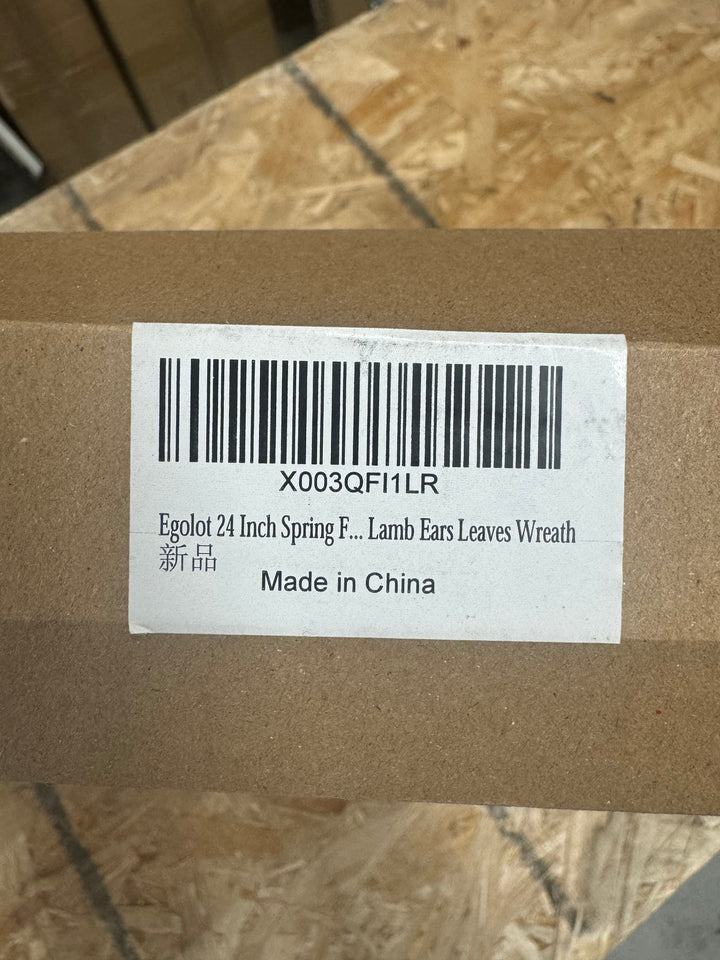 X003QFI1LR
Egolot 24 Inch Spring F... Lamb Ears Leaves Wreath
新品
Made in China